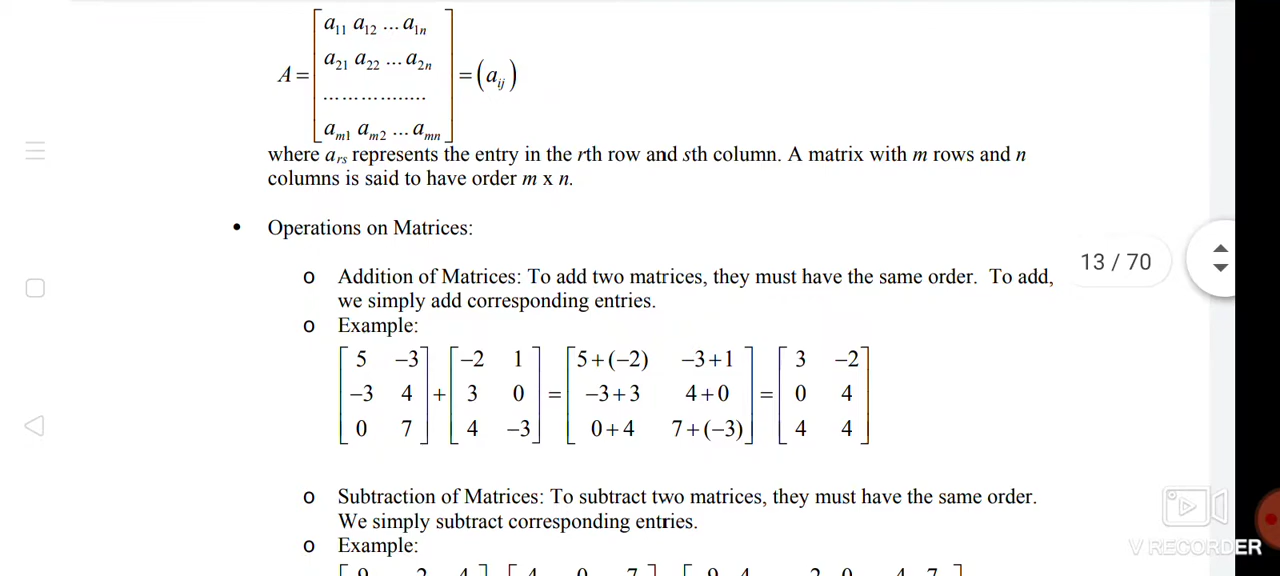 a11 a12 ... a1n
a21 a22 ... a2n
A = [ ................. ] = (aij)
am1 am2 ... amn
where ars represents the entry in the rth row and sth column. A matrix with m rows and n
columns is said to have order m x n.
• Operations on Matrices:
13 / 70
o Addition of Matrices: To add two matrices, they must have the same order. To add,
we simply add corresponding entries.
o Example:
[ 5 −3 ] [ −2 1 ] [ 5+(−2) −3+1 ] [ 3 −2 ]
[ −3 4 ] + [ 3 0 ] = [ −3+3 4+0 ] = [ 0 4 ]
[ 0 7 ] [ 4 −3 ] [ 0+4 7+(−3) ] [ 4 4 ]
o Subtraction of Matrices: To subtract two matrices, they must have the same order.
We simply subtract corresponding entries.
o Example:
V RECORDER